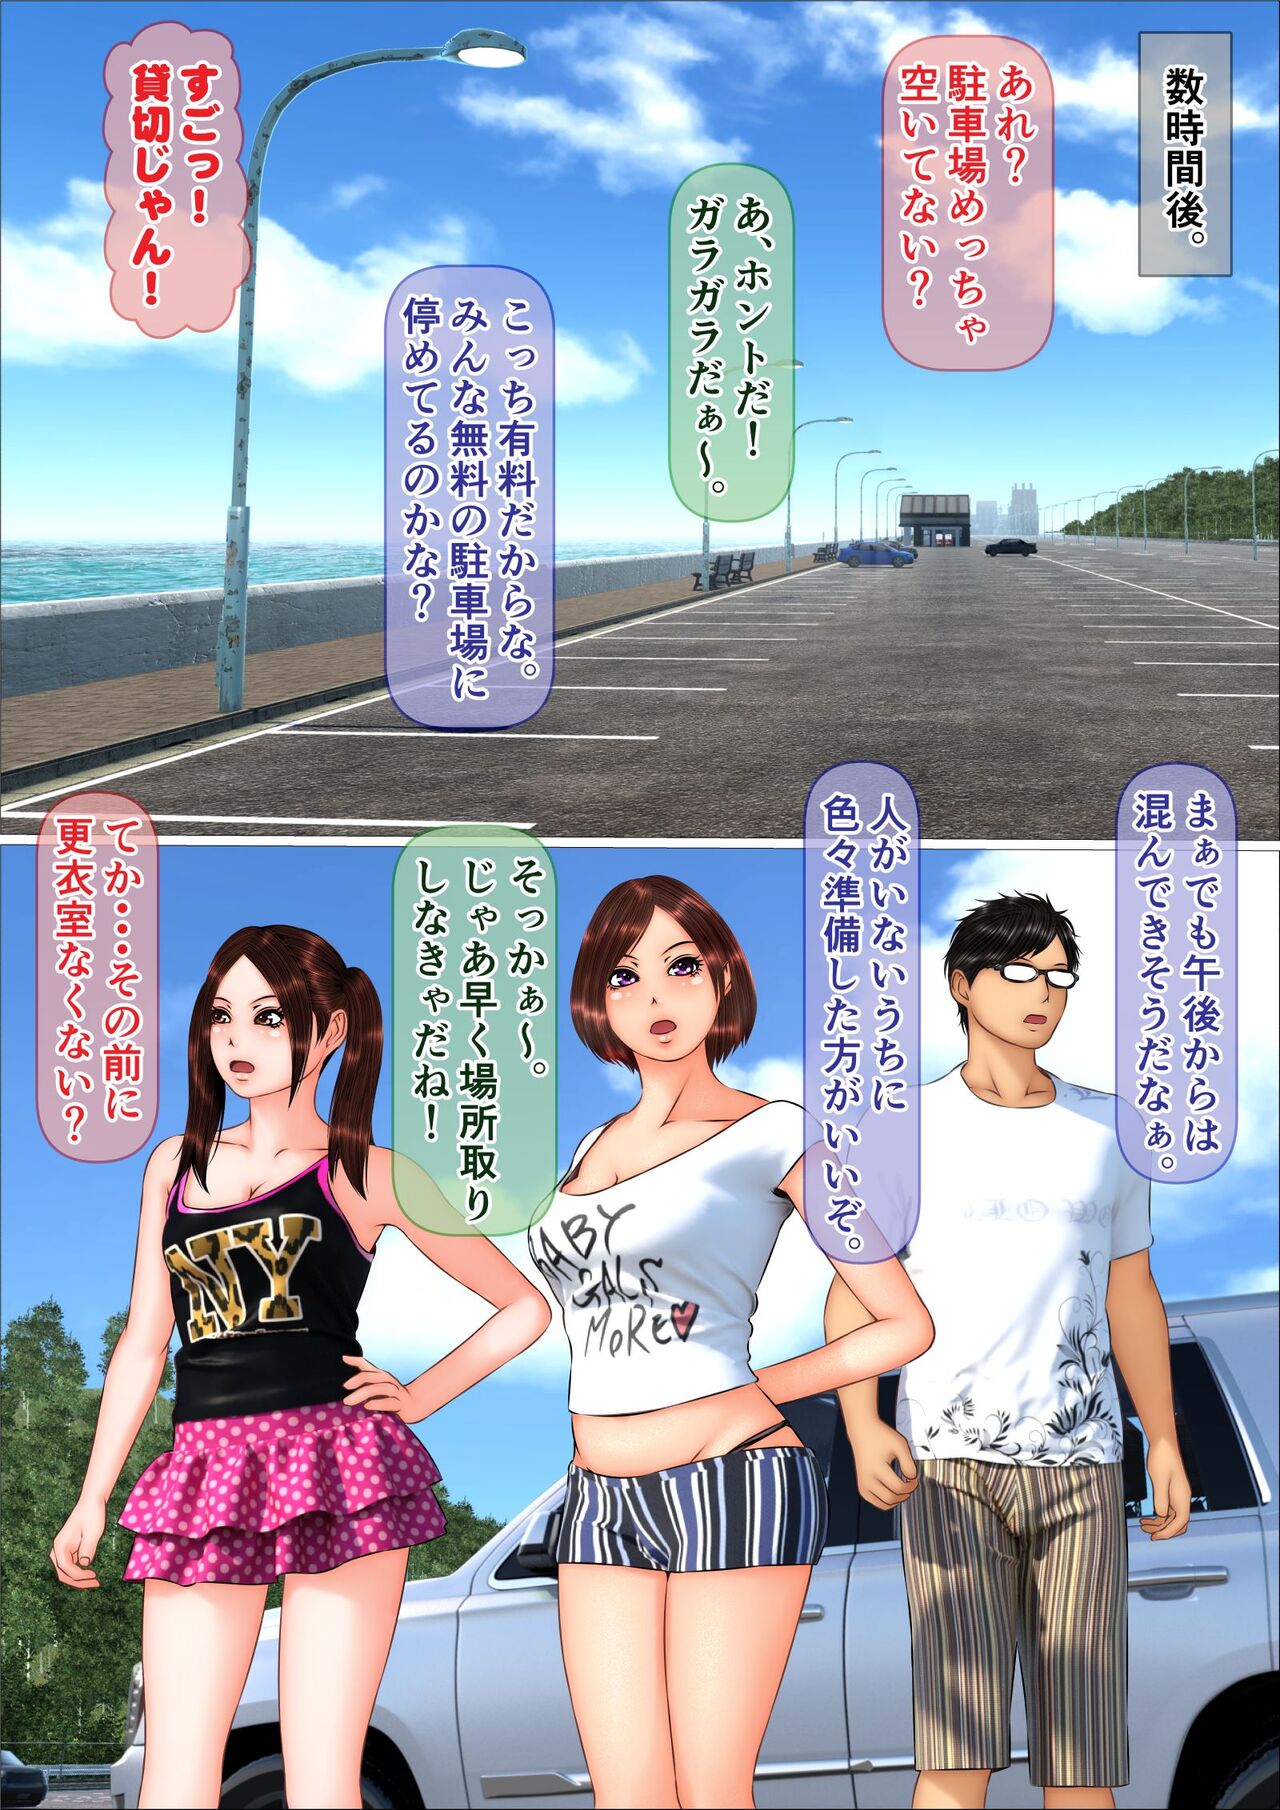 数時間後。
あれ？
駐車場めっちゃ
空いてない？
あ、ホントだ！
ガラガラだぁ～。
こっち有料だからな。
みんな無料の駐車場に
停めてるのかな？
すごっ！
貸切じゃん！
まぁでも午後からは
混んできそうだなぁ。
人がいないうちに
色々準備した方がいいぞ。
そっかぁ～。
じゃあ早く場所取り
しなきゃだね！
てか・・・その前に
更衣室なくない？
NY
BABY
GALS
MORE